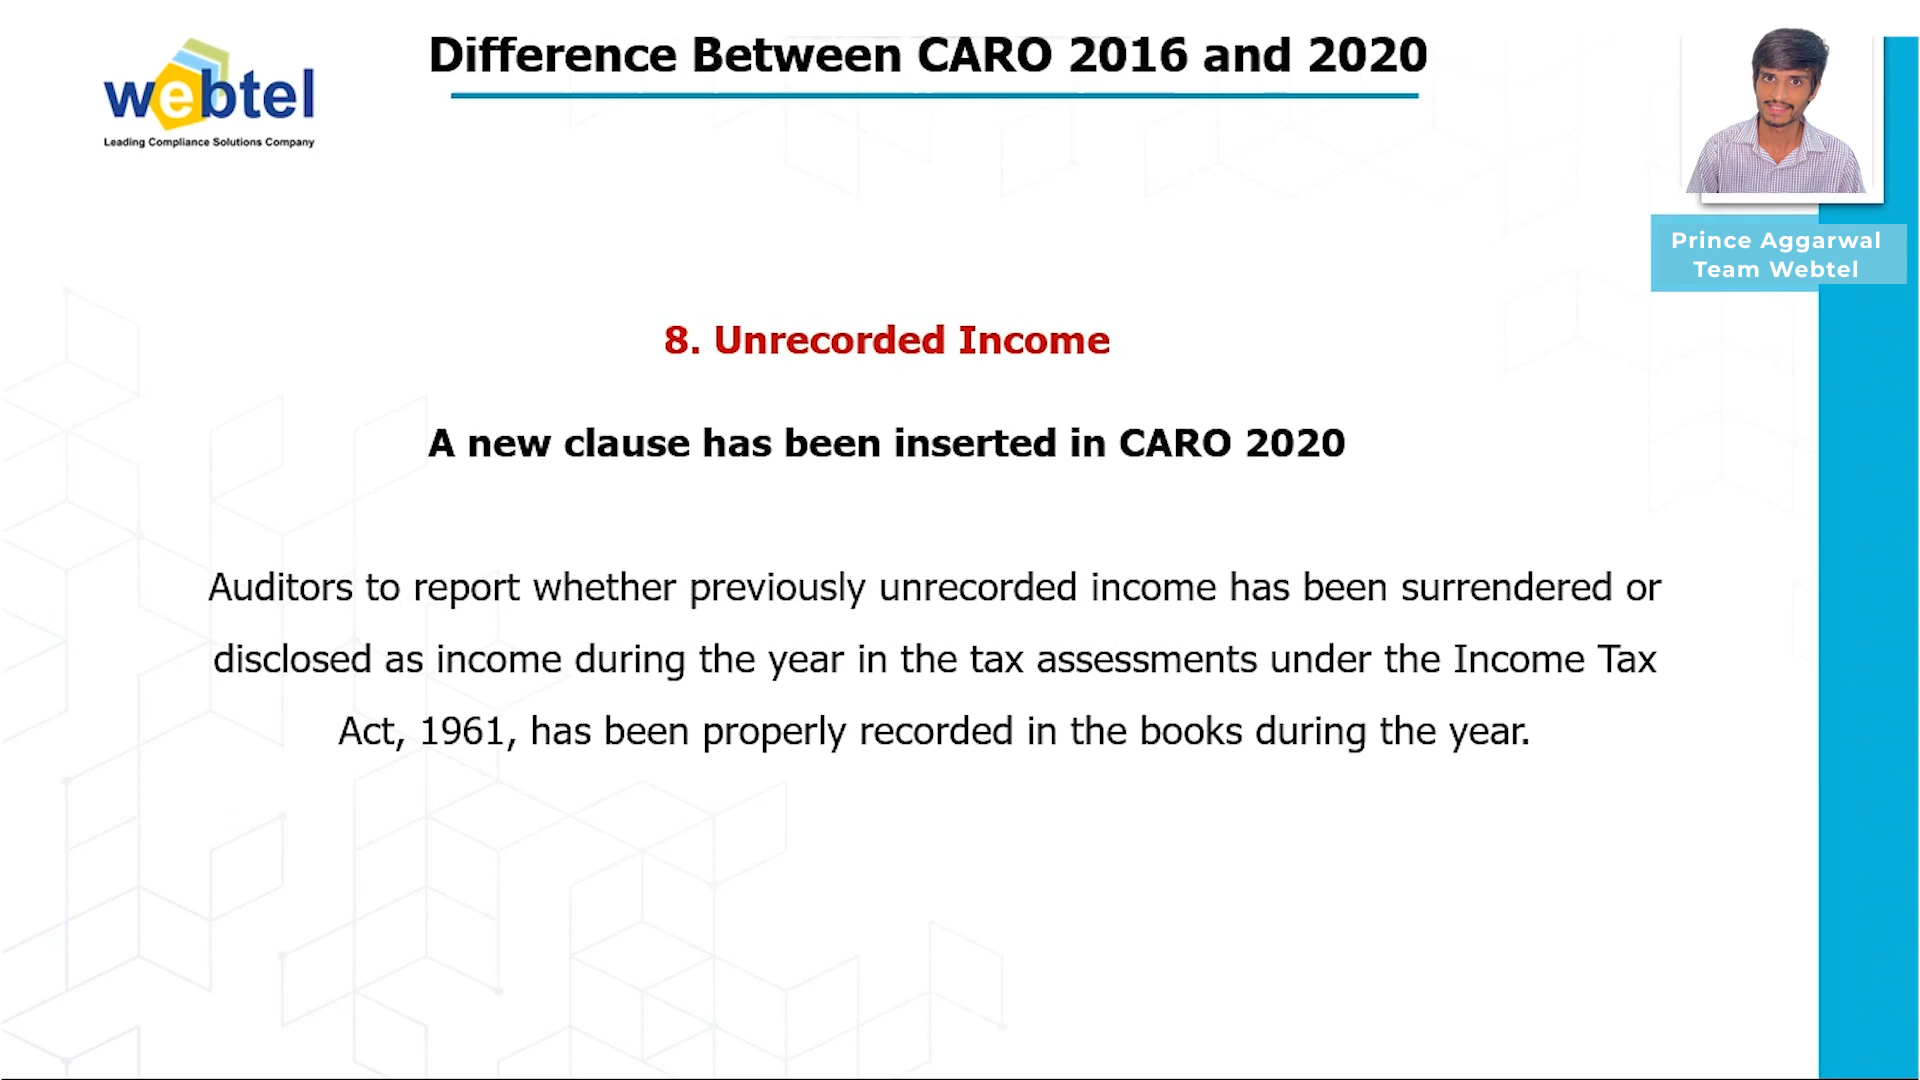 Difference Between CARO 2016 and 2020
webtel
Leading Compliance Solutions Company
Prince Aggarwal
Team Webtel
8. Unrecorded Income
A new clause has been inserted in CARO 2020
Auditors to report whether previously unrecorded income has been surrendered or
disclosed as income during the year in the tax assessments under the Income Tax
Act, 1961, has been properly recorded in the books during the year.